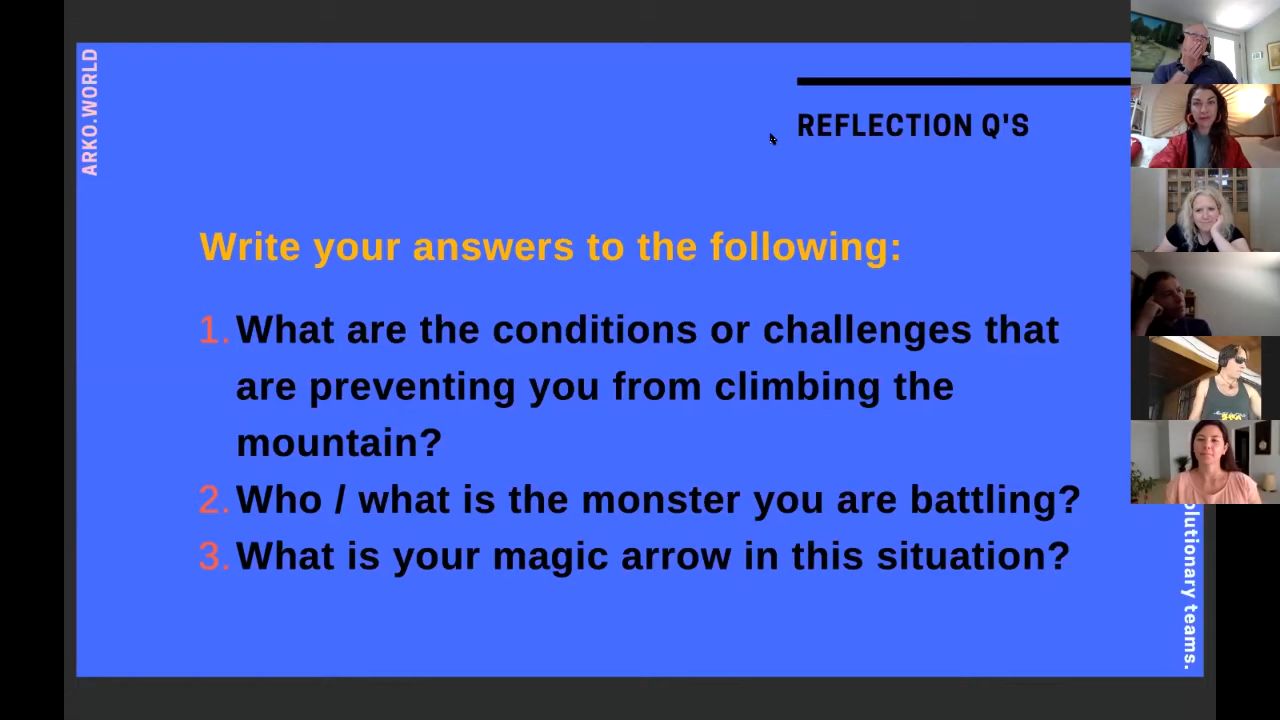 ARKO.WORLD
REFLECTION Q'S
Write your answers to the following:
1. What are the conditions or challenges that
are preventing you from climbing the
mountain?
2. Who / what is the monster you are battling?
3. What is your magic arrow in this situation?
teams.